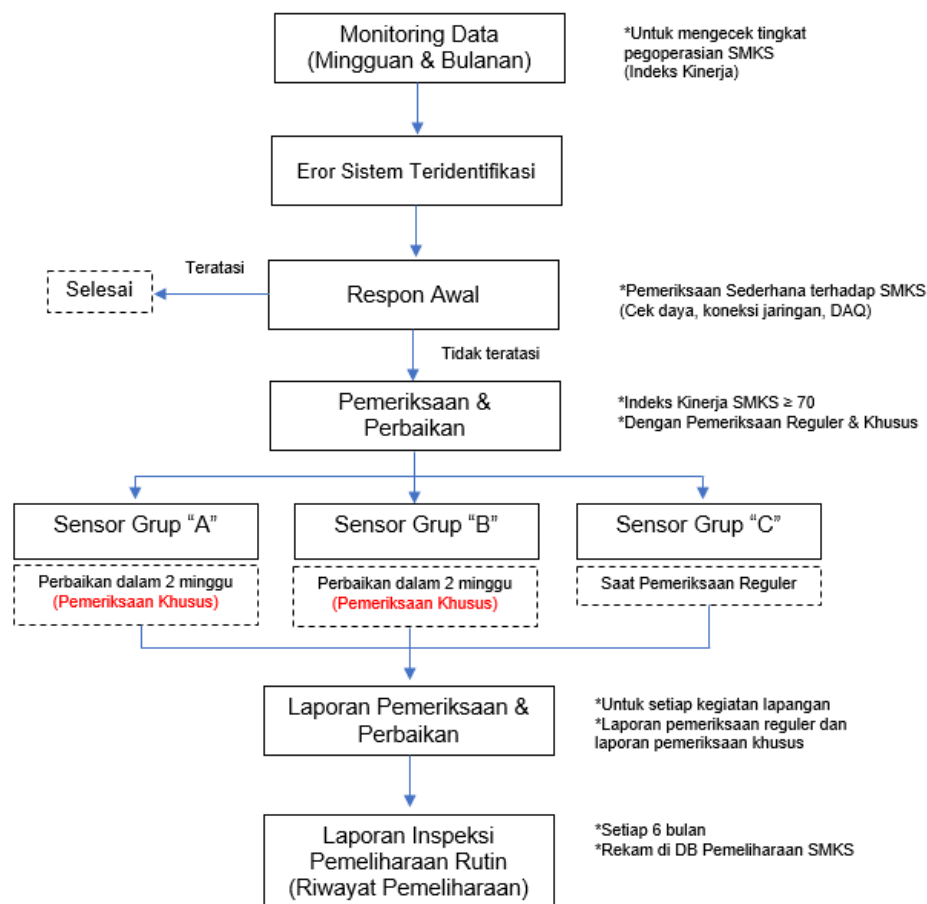 Monitoring Data
(Mingguan & Bulanan)
*Untuk mengecek tingkat
pegoperasian SMKS
(Indeks Kinerja)
Eror Sistem Teridentifikasi
Teratasi
Selesai
Respon Awal
*Pemeriksaan Sederhana terhadap SMKS
(Cek daya, koneksi jaringan, DAQ)
Tidak teratasi
Pemeriksaan &
Perbaikan
*Indeks Kinerja SMKS ≥ 70
*Dengan Pemeriksaan Reguler & Khusus
Sensor Grup “A”
Perbaikan dalam 2 minggu
(Pemeriksaan Khusus)
Sensor Grup “B”
Perbaikan dalam 2 minggu
(Pemeriksaan Khusus)
Sensor Grup “C”
Saat Pemeriksaan Reguler
Laporan Pemeriksaan &
Perbaikan
*Untuk setiap kegiatan lapangan
*Laporan pemeriksaan reguler dan
laporan pemeriksaan khusus
Laporan Inspeksi
Pemeliharaan Rutin
(Riwayat Pemeliharaan)
*Setiap 6 bulan
*Rekam di DB Pemeliharaan SMKS